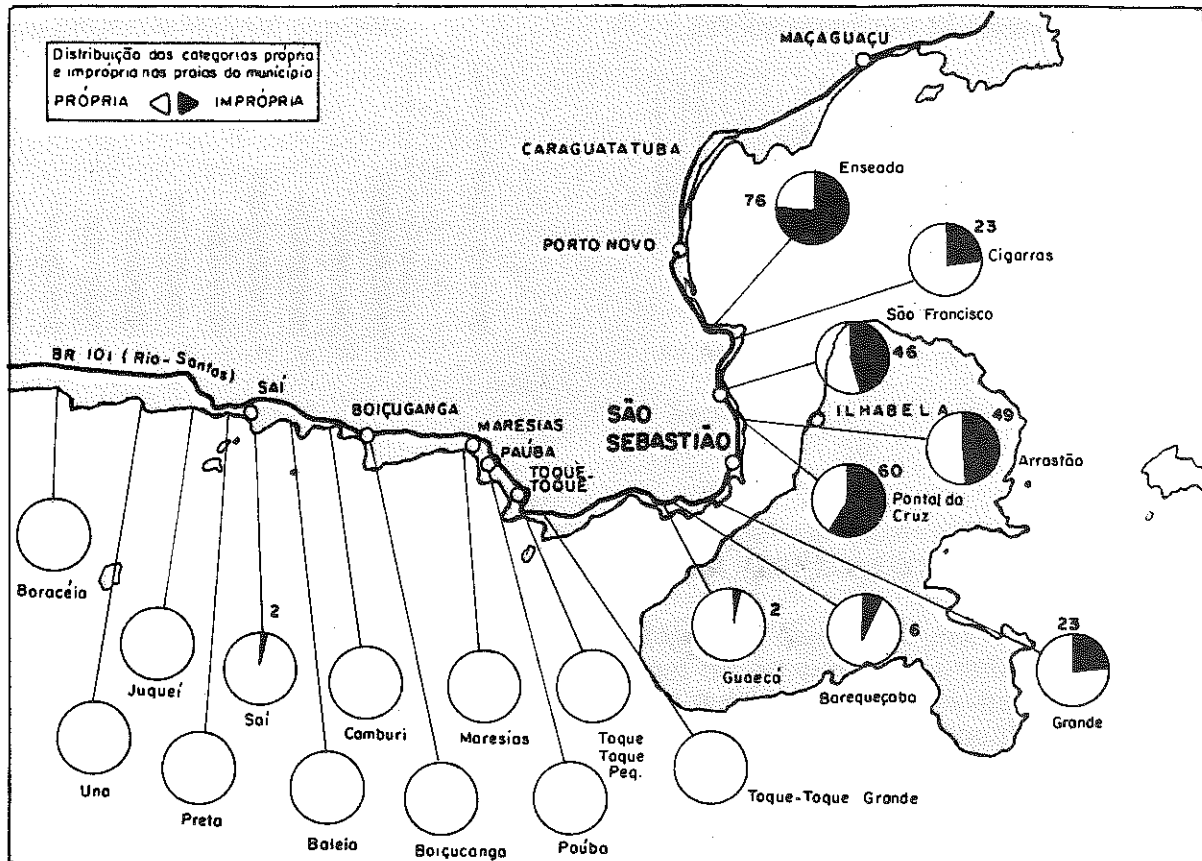 Distribuição das categorias própria
e imprópria nas praias do município
PRÓPRIA IMPRÓPRIA
MAÇAGUAÇU
CARAGUATATUBA
Enseada
76
23
Cigarras
PORTO NOVO
São Francisco
46
BR 101 (Rio-Santos)
SAÍ
BOIÇUGANGA
MARESIAS
PAÚBA
TOQUÈ-
TOQUÈ
SÃO
SEBASTIÃO
ILHABELA
49
Arrastão
60
Pontal da
Cruz
Boracéia
2
Juqueí
Saí
Camburi
Maresias
Toque
Toque
Peq.
2
Guaecá
6
Barequeçaba
23
Grande
Una
Preta
Baleia
Boiçucanga
Paúba
Toque-Toque Grande